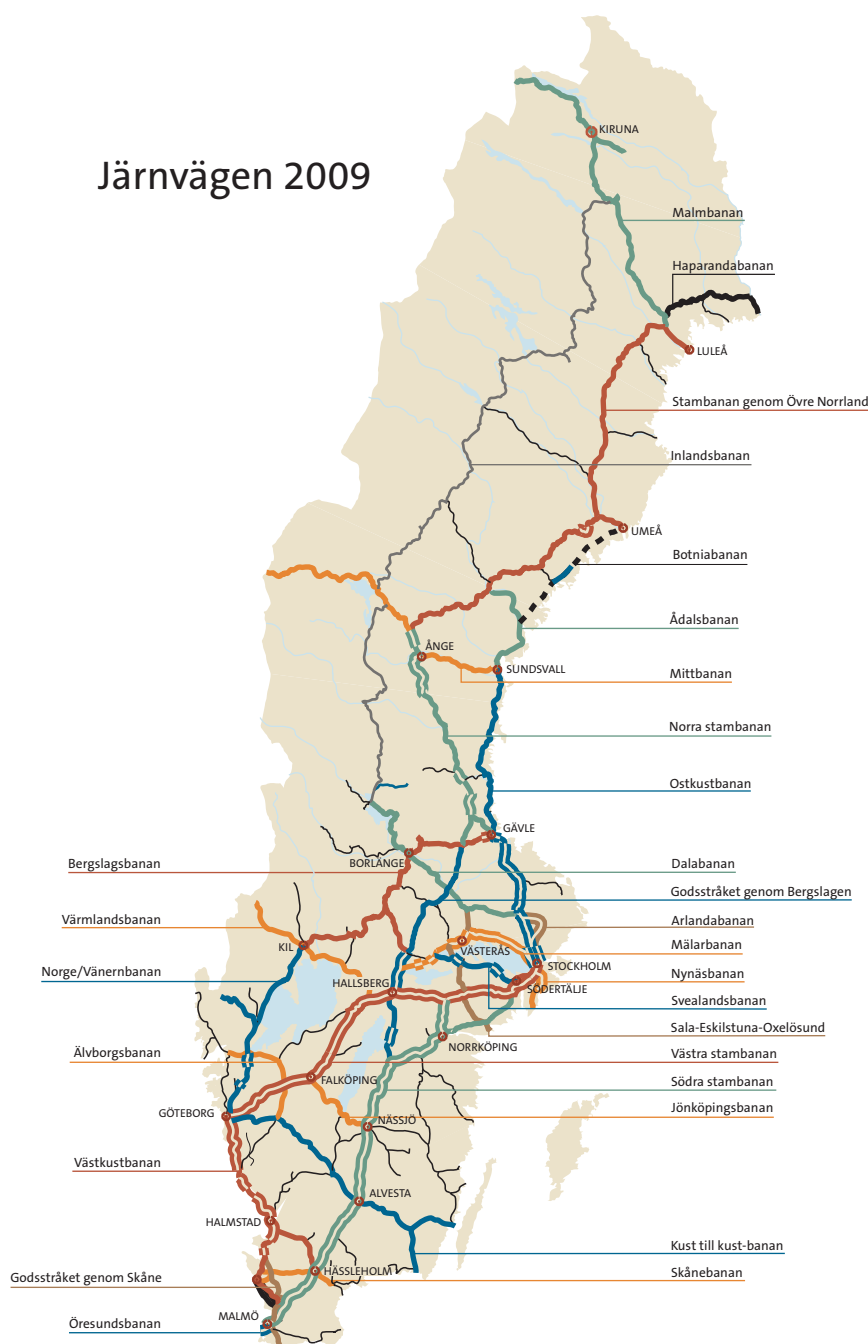 Järnvägen 2009
KIRUNA
Malmbanan
Haparandabanan
LULEÅ
Stambanan genom Övre Norrland
Inlandsbanan
UMEÅ
Botniabanan
Ådalsbanan
ÅNGE
SUNDSVALL
Mittbanan
Norra stambanan
Ostkustbanan
GÄVLE
Bergslagsbanan
BORLÄNGE
Dalabanan
Godsstråket genom Bergslagen
Värmlandsbanan
Arlandabanan
KIL
VÄSTERÅS
Mälarbanan
Norge/Vänernbanan
STOCKHOLM
Nynäsbanan
HALLSBERG
SÖDERTÄLJE
Svealandsbanan
Sala-Eskilstuna-Oxelösund
NORRKÖPING
Älvborgsbanan
Västra stambanan
FALKÖPING
Södra stambanan
GÖTEBORG
NÄSSJÖ
Jönköpingsbanan
Västkustbanan
ALVESTA
HALMSTAD
Kust till kust-banan
Godsstråket genom Skåne
HÄSSLEHOLM
Skånebanan
MALMÖ
Öresundsbanan